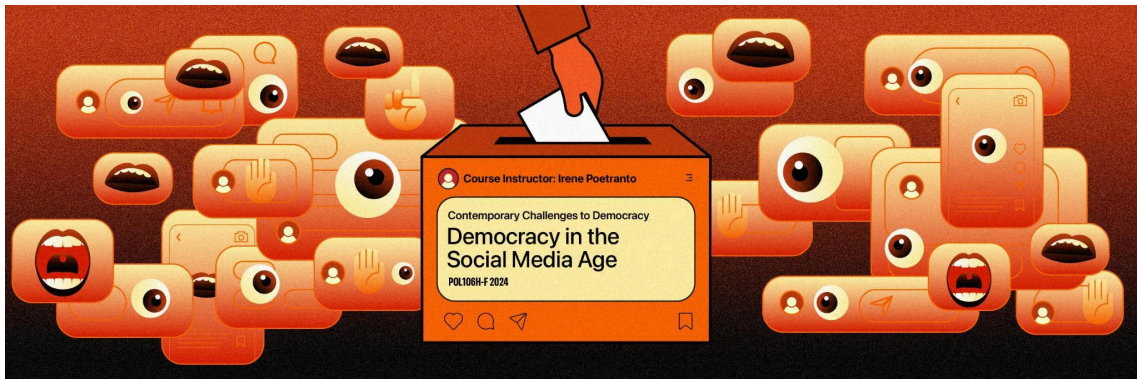 Course Instructor: Irene Poetranto
Contemporary Challenges to Democracy
Democracy in the
Social Media Age
POL106H-F 2024